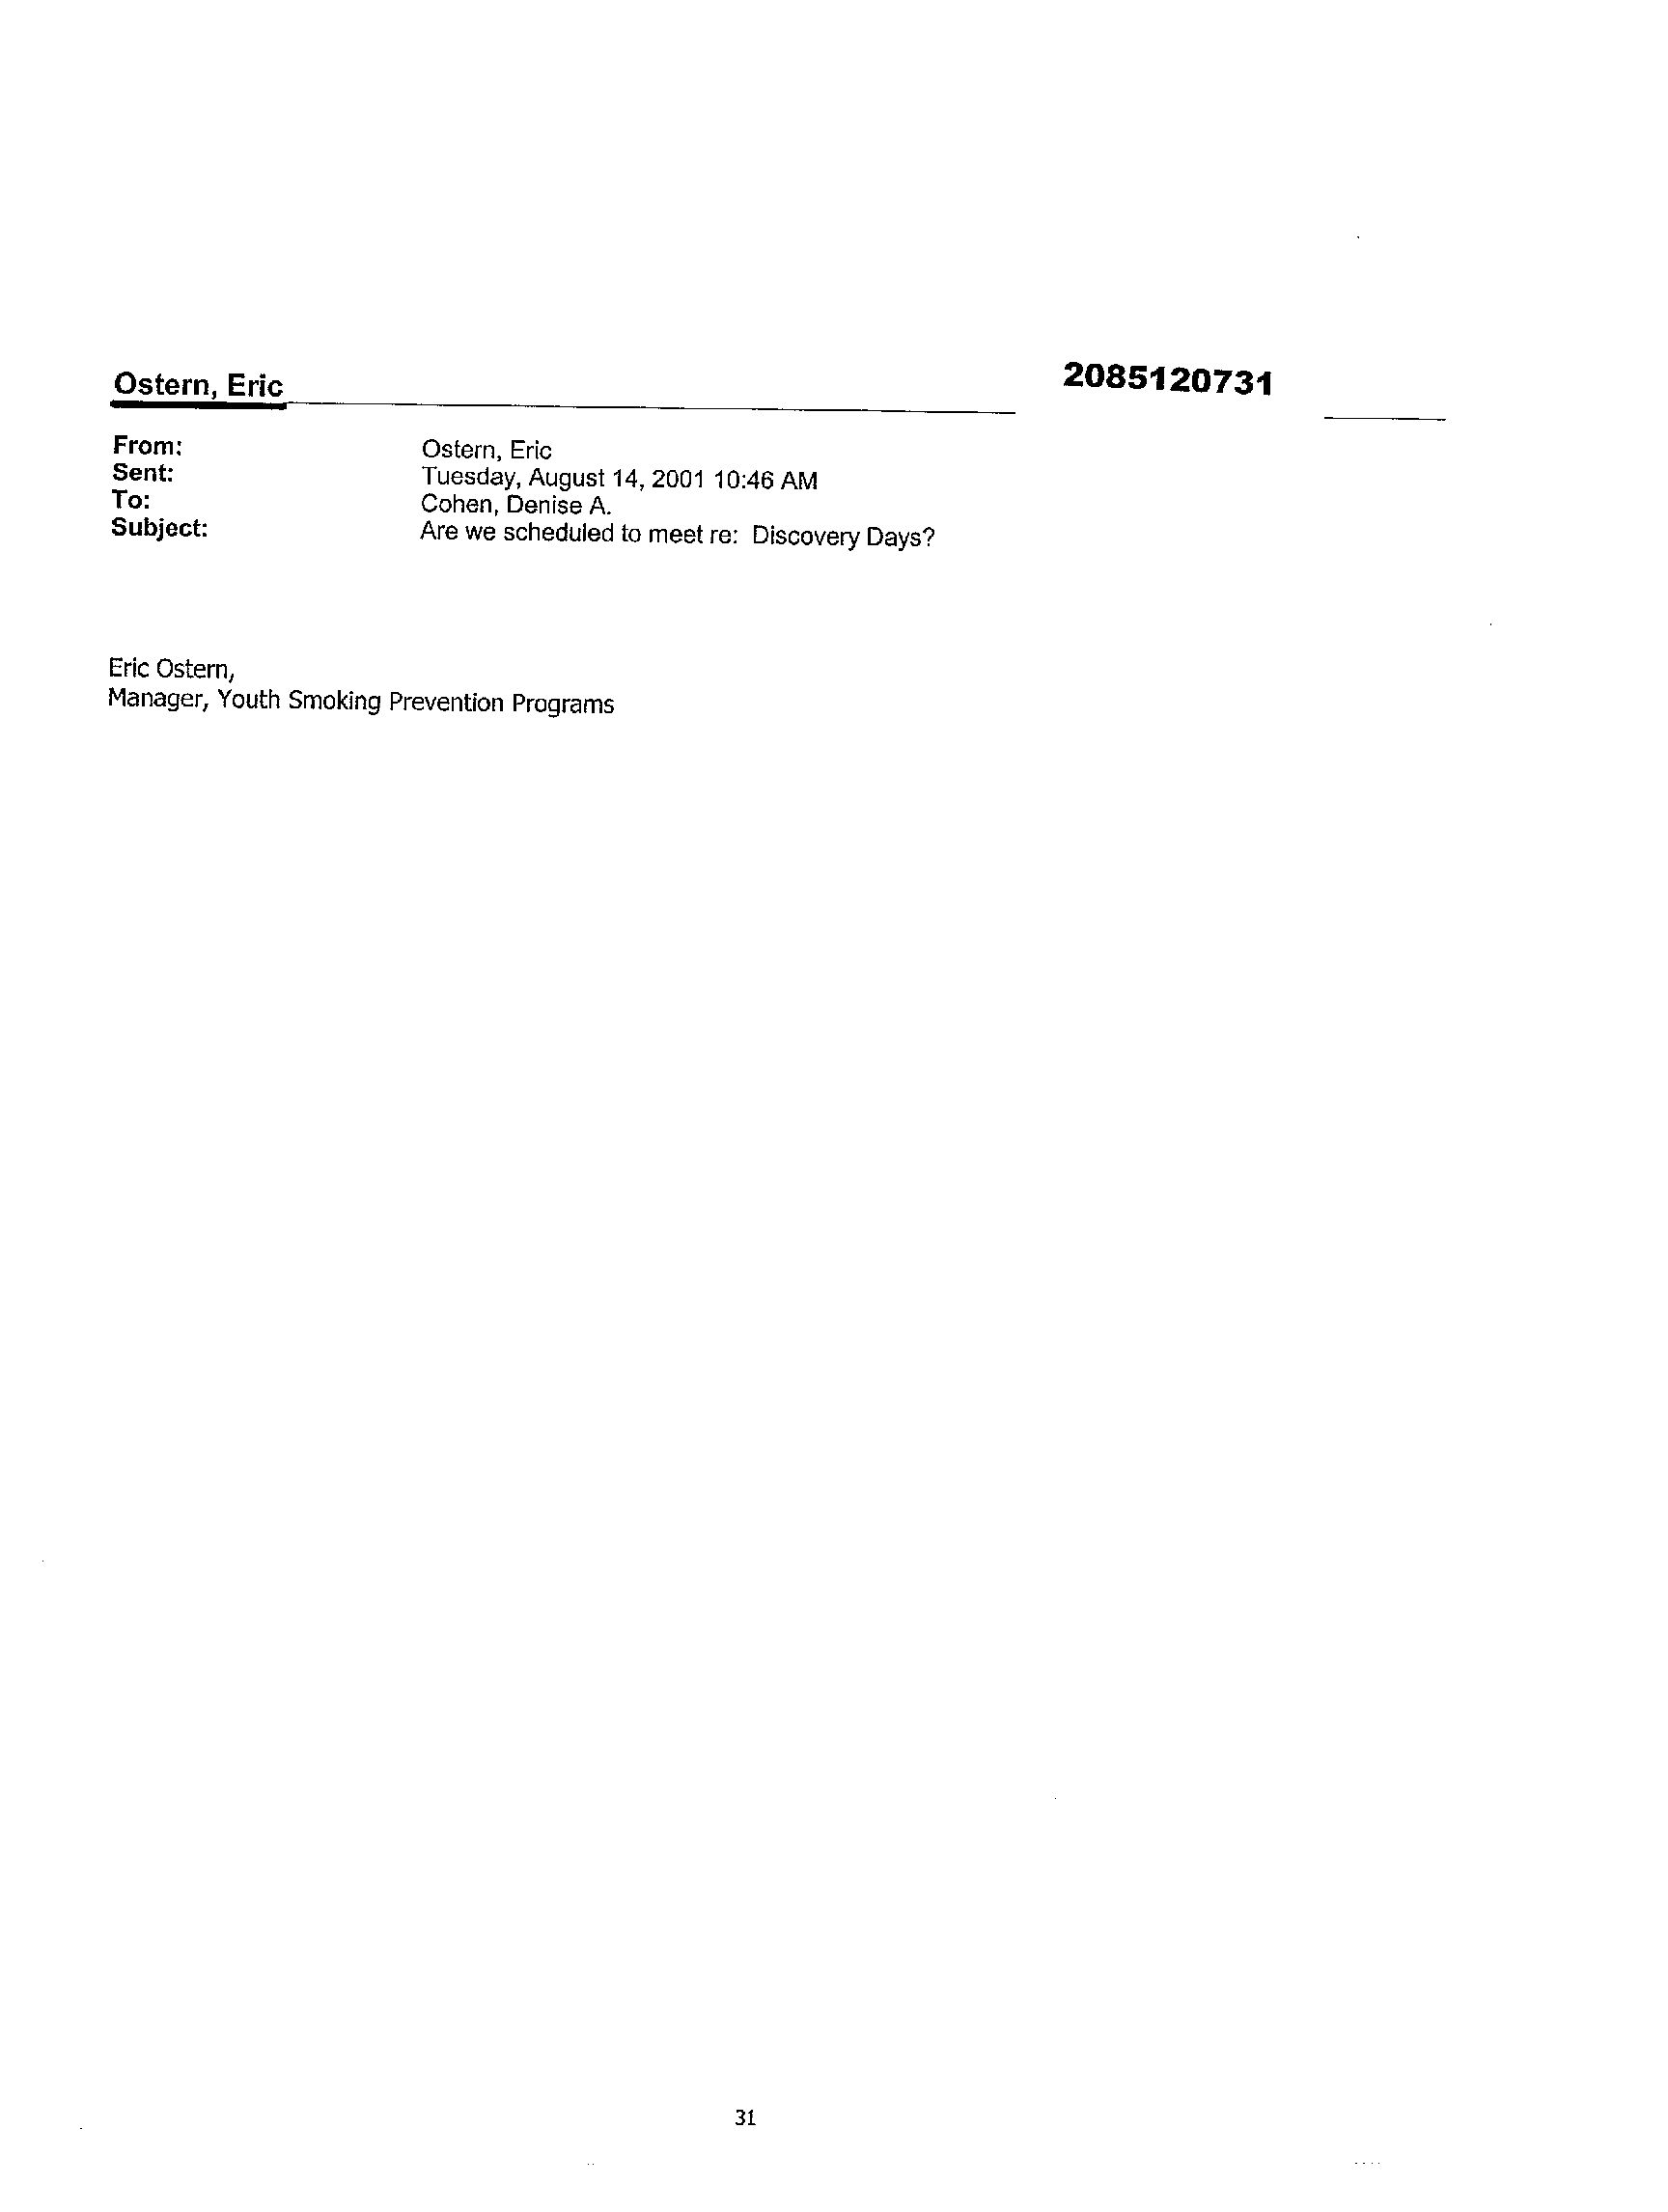 Ostern, Eric 2085120731
From: Ostern, Eric
Sent: Tuesday, August 14, 2001 10:46 AM
To: Cohen, Denise A.
Subject: Are we scheduled to meet re: Discovery Days?
Eric Ostern,
Manager, Youth Smoking Prevention Programs
31